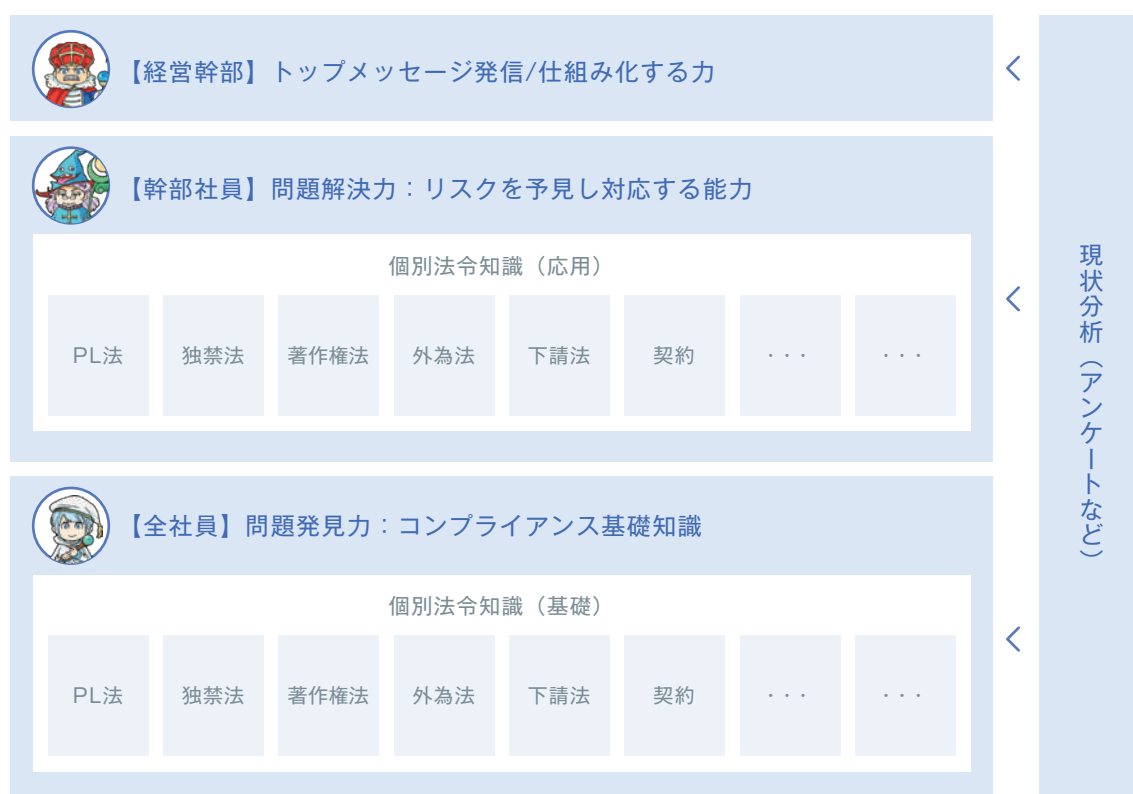 【経営幹部】トップメッセージ発信/仕組み化する力
【幹部社員】問題解決力：リスクを予見し対応する能力
個別法令知識（応用）
PL法
独禁法
著作権法
外為法
下請法
契約
・・・
・・・
【全社員】問題発見力：コンプライアンス基礎知識
個別法令知識（基礎）
PL法
独禁法
著作権法
外為法
下請法
契約
・・・
・・・
現状分析（アンケートなど）